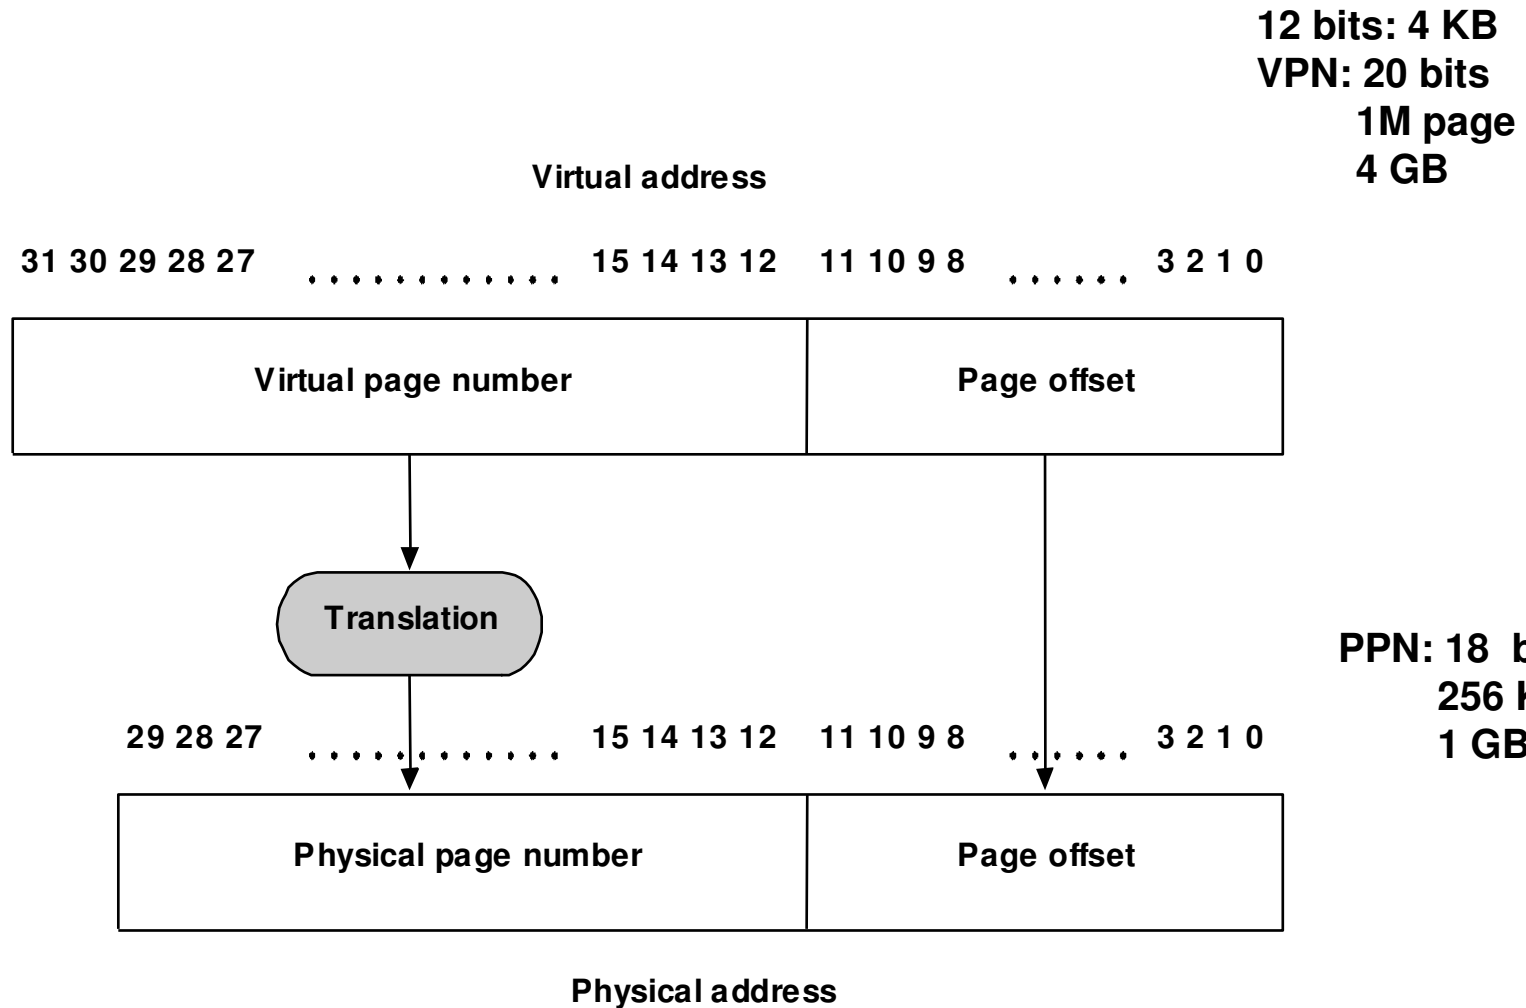 12 bits: 4 KB
VPN: 20 bits
1M page
4 GB
Virtual address
31 30 29 28 27 ............ 15 14 13 12 11 10 9 8 ...... 3 2 1 0
Virtual page number Page offset
Translation
PPN: 18
256
1 GB
29 28 27 ............ 15 14 13 12 11 10 9 8 ...... 3 2 1 0
Physical page number Page offset
Physical address